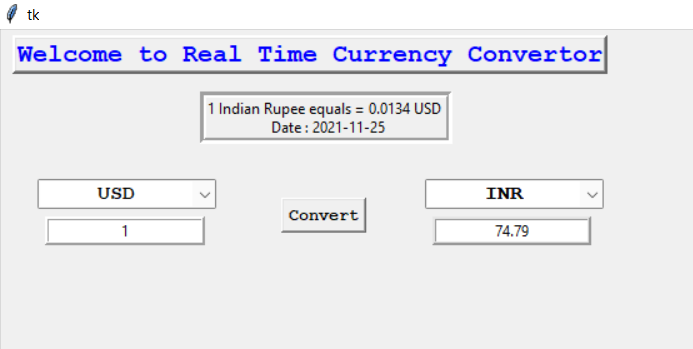 tk
Welcome to Real Time Currency Convertor
1 Indian Rupee equals = 0.0134 USD
Date : 2021-11-25
USD
INR
Convert
1
74.79